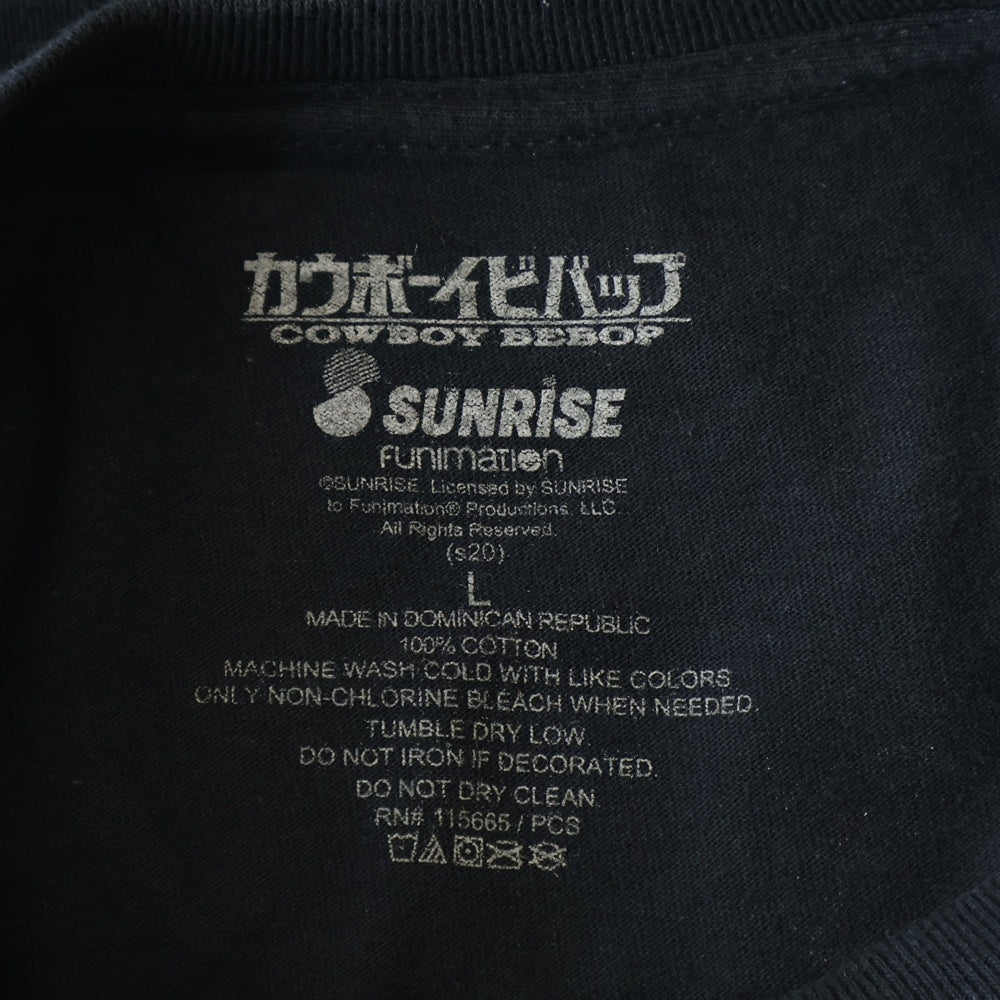 カウボーイビバップ
COWBOY BEBOP
SUNRISE
FUNIMATION
©SUNRISE. Licensed by SUNRISE
to Funimation® Productions, LLC.
All Rights Reserved.
(s20)
L
MADE IN DOMINICAN REPUBLIC
100% COTTON
MACHINE WASH COLD WITH LIKE COLORS
ONLY NON-CHLORINE BLEACH WHEN NEEDED.
TUMBLE DRY LOW.
DO NOT IRON IF DECORATED.
DO NOT DRY CLEAN.
RN# 115665 / PCS